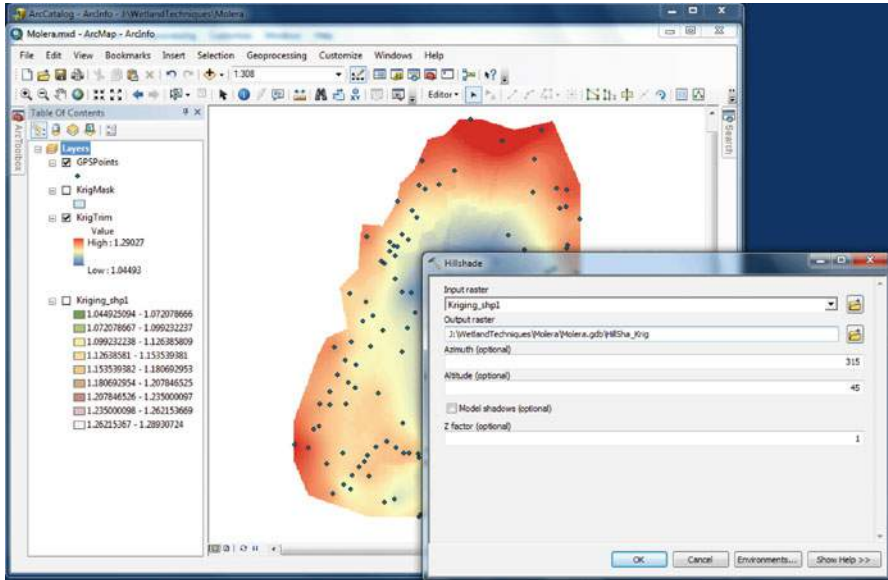 ArcCatalog - ArcInfo - J:\WetlandTechniques\Molera
Molera.mxd - ArcMap - ArcInfo
File Edit View Bookmarks Insert Selection Geoprocessing Customize Windows Help
1:308
Editor
Table Of Contents
ArcToolbox
Search
Layers
GPSPoints
KrigMask
KrigTrim
Value
High : 1.29027
Low : 1.04493
Kriging_shp1
1.044925094 - 1.072078666
1.072078667 - 1.099232237
1.099232238 - 1.126385809
1.12638581 - 1.153539381
1.153539382 - 1.180692953
1.180692954 - 1.207846525
1.207846526 - 1.235000097
1.235000098 - 1.262153669
1.26215367 - 1.28930724
Hillshade
Input raster
Kriging_shp1
Output raster
J:\WetlandTechniques\Molera\Molera.gdb\HillSha_Krig
Azimuth (optional)
315
Altitude (optional)
45
Model shadows (optional)
Z factor (optional)
1
OK Cancel Environments... Show Help >>